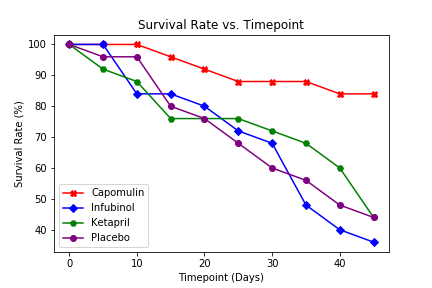 Survival Rate vs. Timepoint
100
90
80
70
60
50
40
Survival Rate (%)
Capomulin
Infubinol
Ketapril
Placebo
0
10
20
30
40
Timepoint (Days)